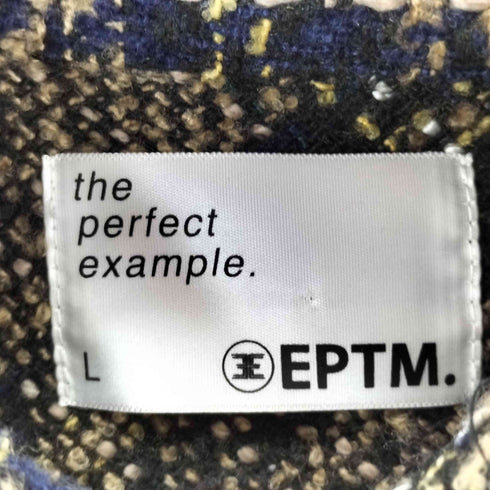 the
perfect
example.
L
EPTM.